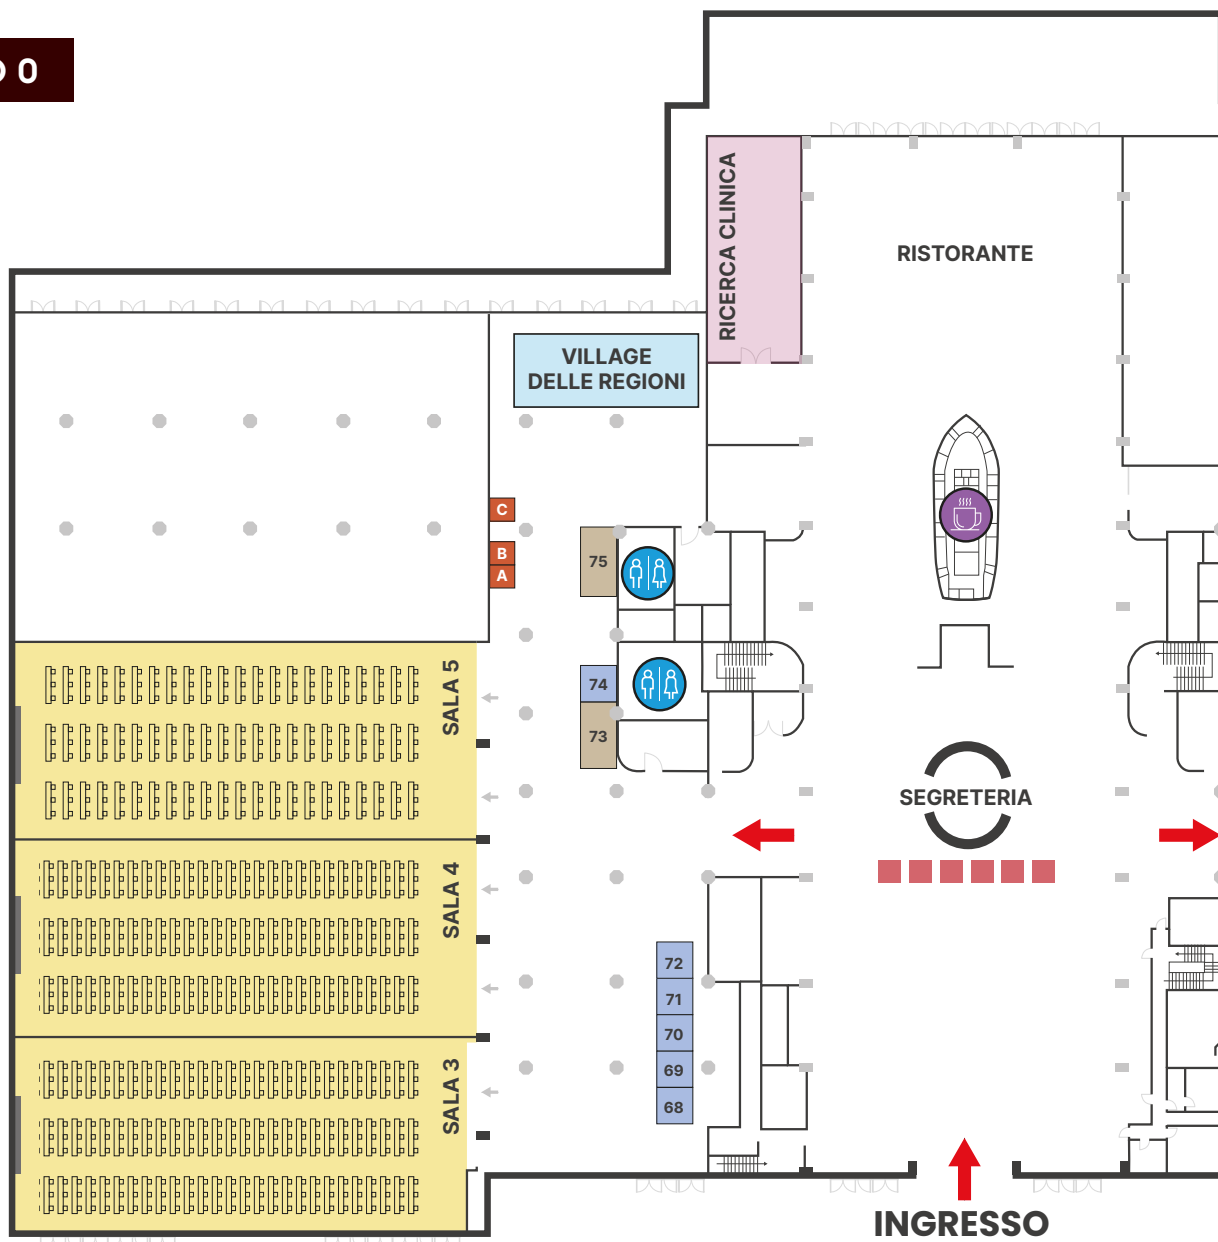 0
RICERCA CLINICA
RISTORANTE
VILLAGE
DELLE REGIONI
C
B
A
75
74
73
SALA 5
SEGRETERIA
SALA 4
72
71
70
69
68
SALA 3
INGRESSO